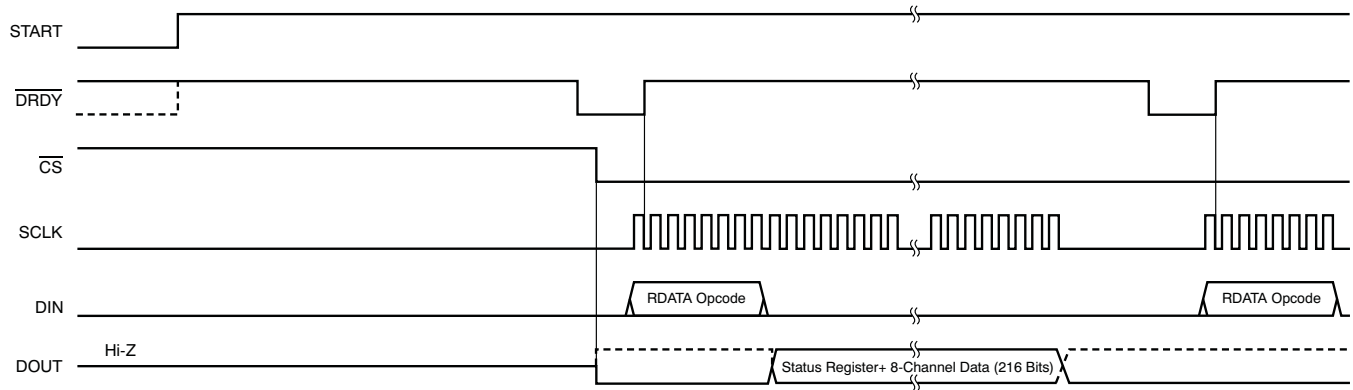 START
DRDY
CS
SCLK
DIN
RDATA Opcode
RDATA Opcode
DOUT
Hi-Z
Status Register+ 8-Channel Data (216 Bits)